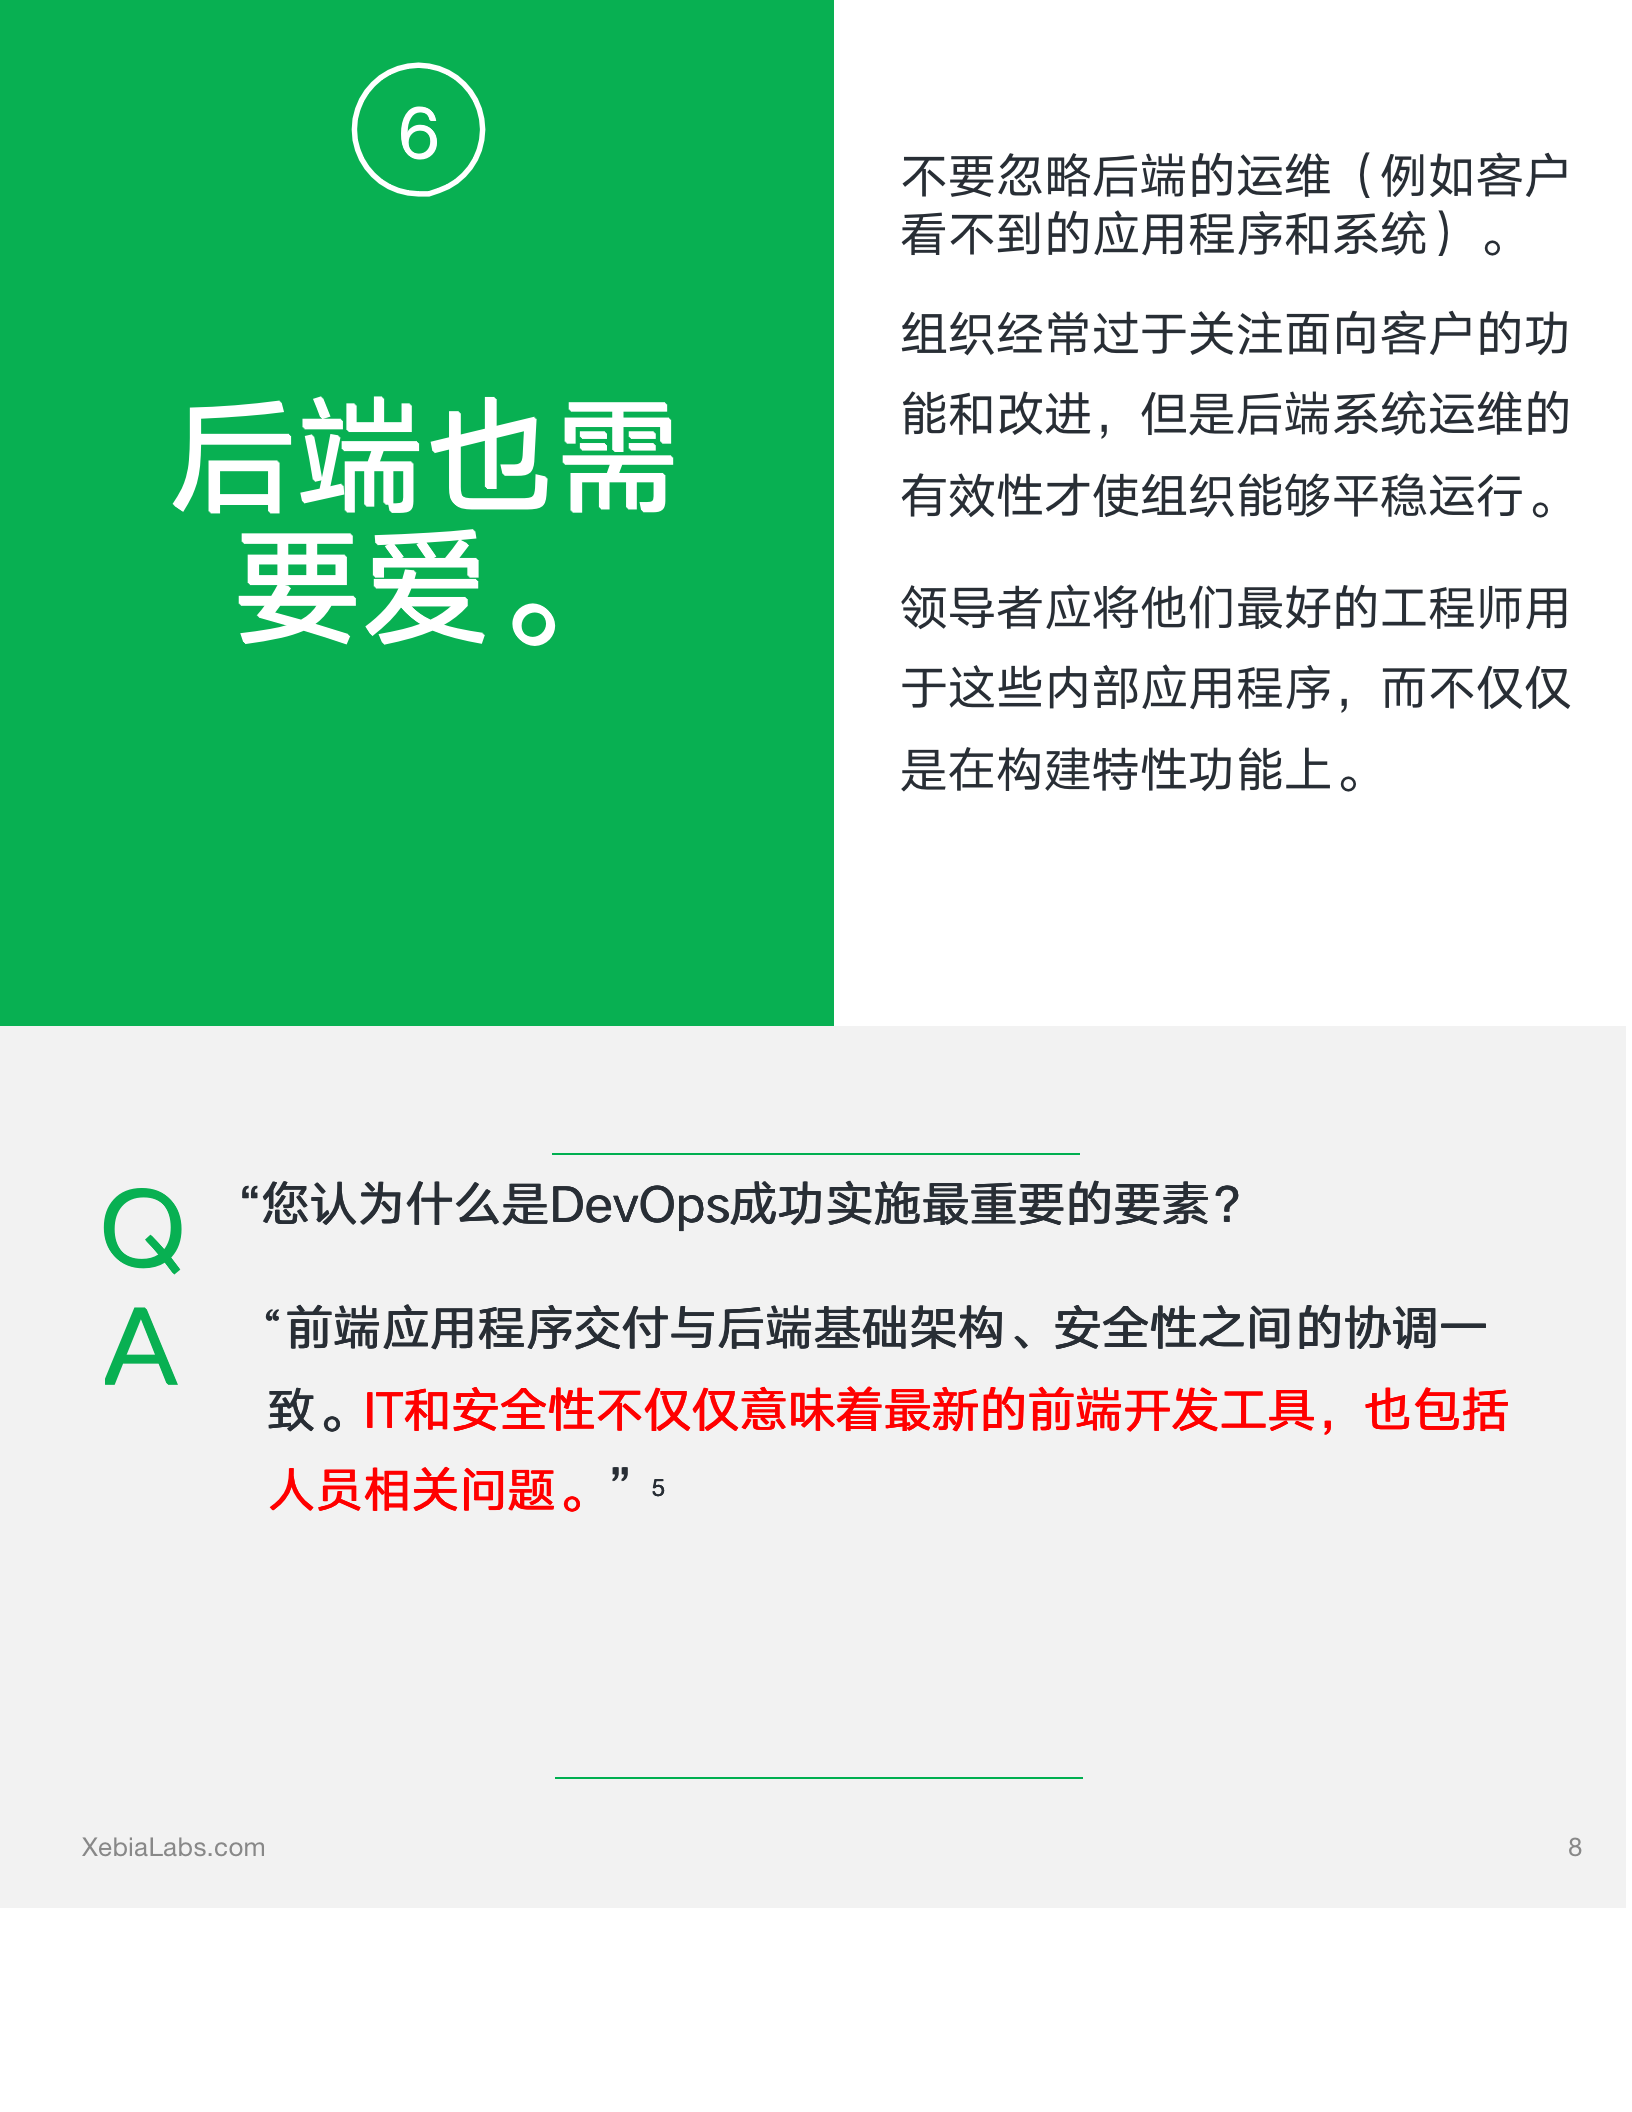 6
后端也需
要爱。
不要忽略后端的运维（例如客户
看不到的应用程序和系统）。
组织经常过于关注面向客户的功
能和改进，但是后端系统运维的
有效性才使组织能够平稳运行。
领导者应将他们最好的工程师用
于这些内部应用程序，而不仅仅
是在构建特性功能上。
Q “您认为什么是DevOps成功实施最重要的要素？
A “前端应用程序交付与后端基础架构、安全性之间的协调一
致。IT和安全性不仅仅意味着最新的前端开发工具，也包括
人员相关问题。” 5
XebiaLabs.com 8